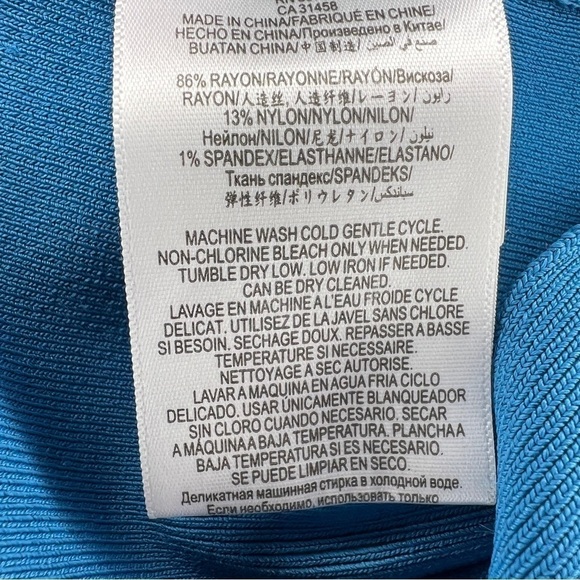 CA 31458
MADE IN CHINA/FABRIQUÉ EN CHINE/
HECHO EN CHINA/Произведено в Китае/
BUATAN CHINA/中国制造/ صنع في الصين
86% RAYON/RAYONNE/RAYÓN/Вискоза/
RAYON/人造丝, 人造纤维/レーヨン/ رايون/
13% NYLON/NYLON/NILON/
Нейлон/NILON/尼龙/ナイロン/ نيلون/
1% SPANDEX/ELASTHANNE/ELASTANO/
Ткань спандекс/SPANDEKS/
弹性纤维/ポリウレタン/سباندكس
MACHINE WASH COLD GENTLE CYCLE.
NON-CHLORINE BLEACH ONLY WHEN NEEDED.
TUMBLE DRY LOW. LOW IRON IF NEEDED.
CAN BE DRY CLEANED.
LAVAGE EN MACHINE A L'EAU FROIDE CYCLE
DELICAT. UTILISEZ DE LA JAVEL SANS CHLORE
SI BESOIN. SECHAGE DOUX. REPASSER A BASSE
TEMPERATURE SI NECESSAIRE.
NETTOYAGE A SEC AUTORISE.
LAVAR A MAQUINA EN AGUA FRIA CICLO
DELICADO. USAR ÚNICAMENTE BLANQUEADOR
SIN CLORO CUANDO NECESARIO. SECAR
A MÁQUINA A BAJA TEMPERATURA. PLANCHA A
BAJA TEMPERATURA SI ES NECESARIO.
SE PUEDE LIMPIAR EN SECO.
Деликатная машинная стирка в холодной воде.
Если необходимо, использовать только